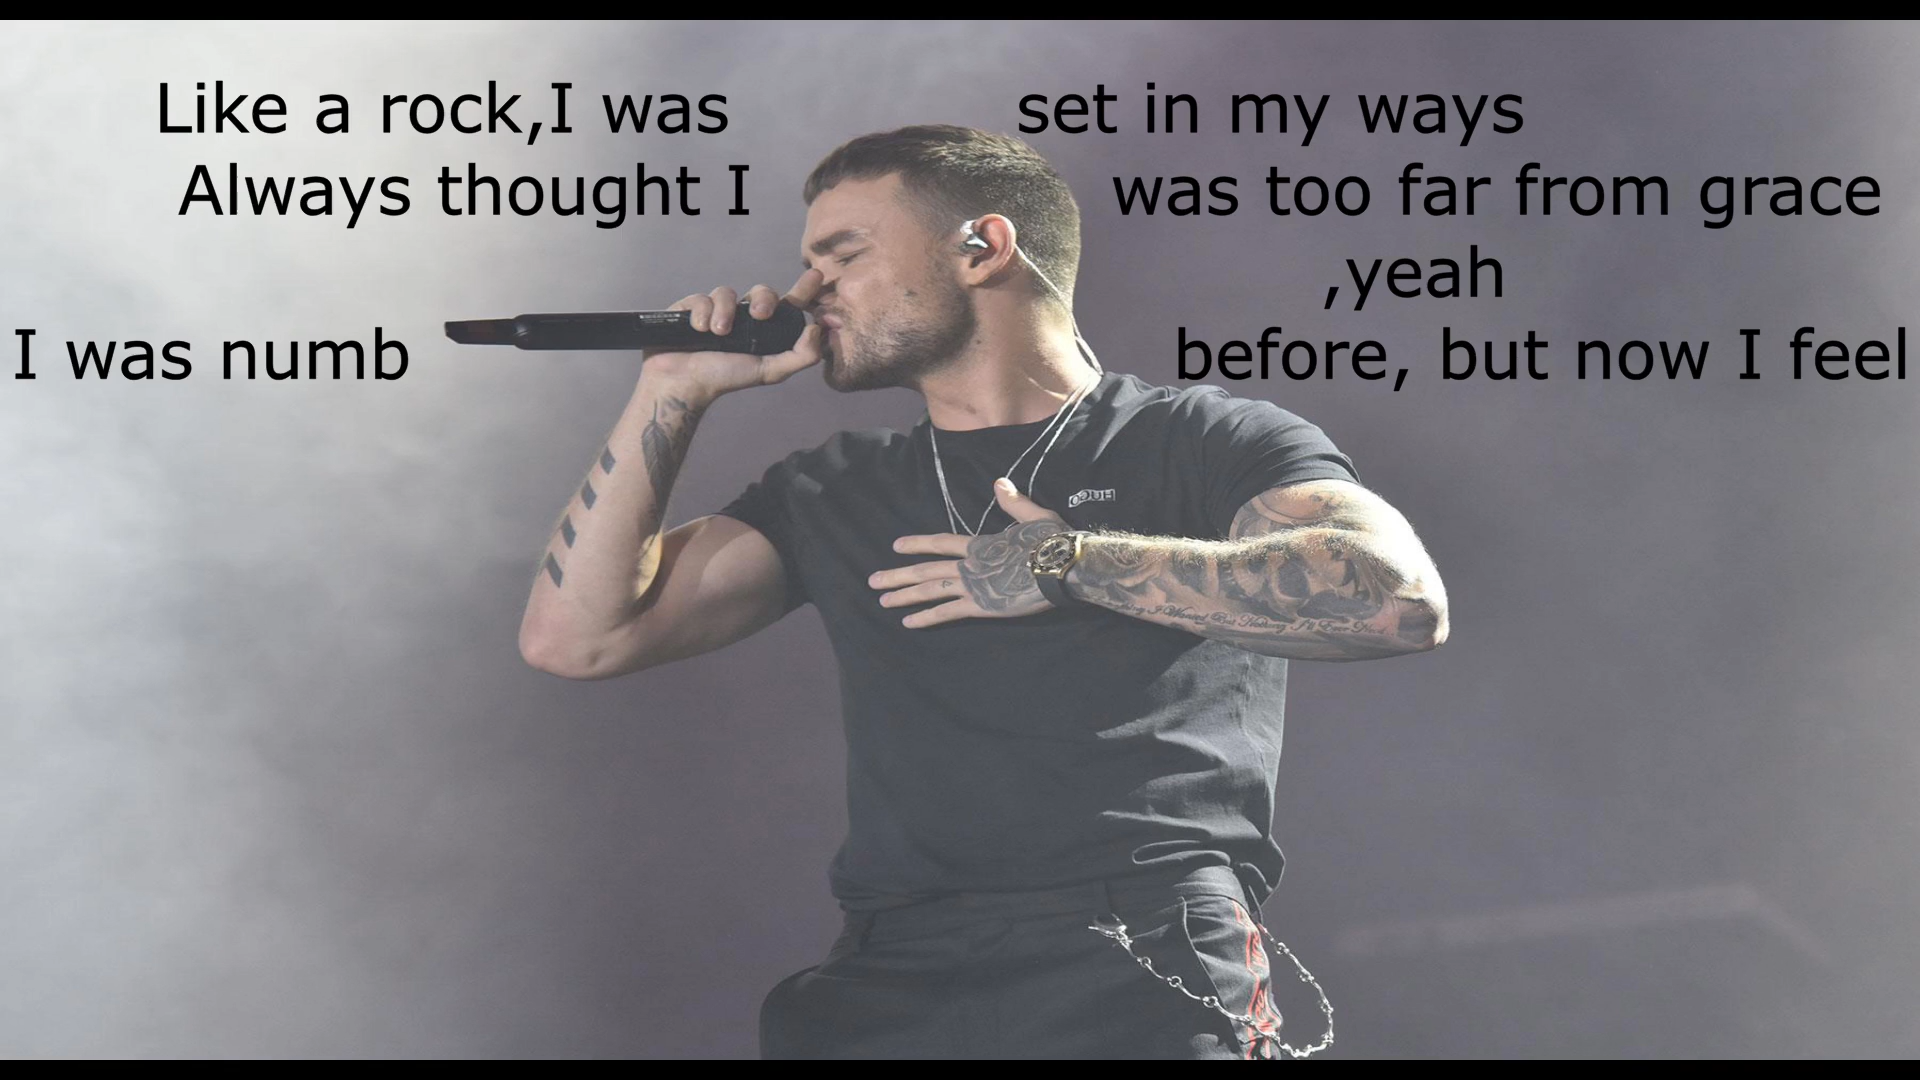 Like a rock,I was set in my ways
Always thought I was too far from grace
,yeah
I was numb before, but now I feel
HUGO